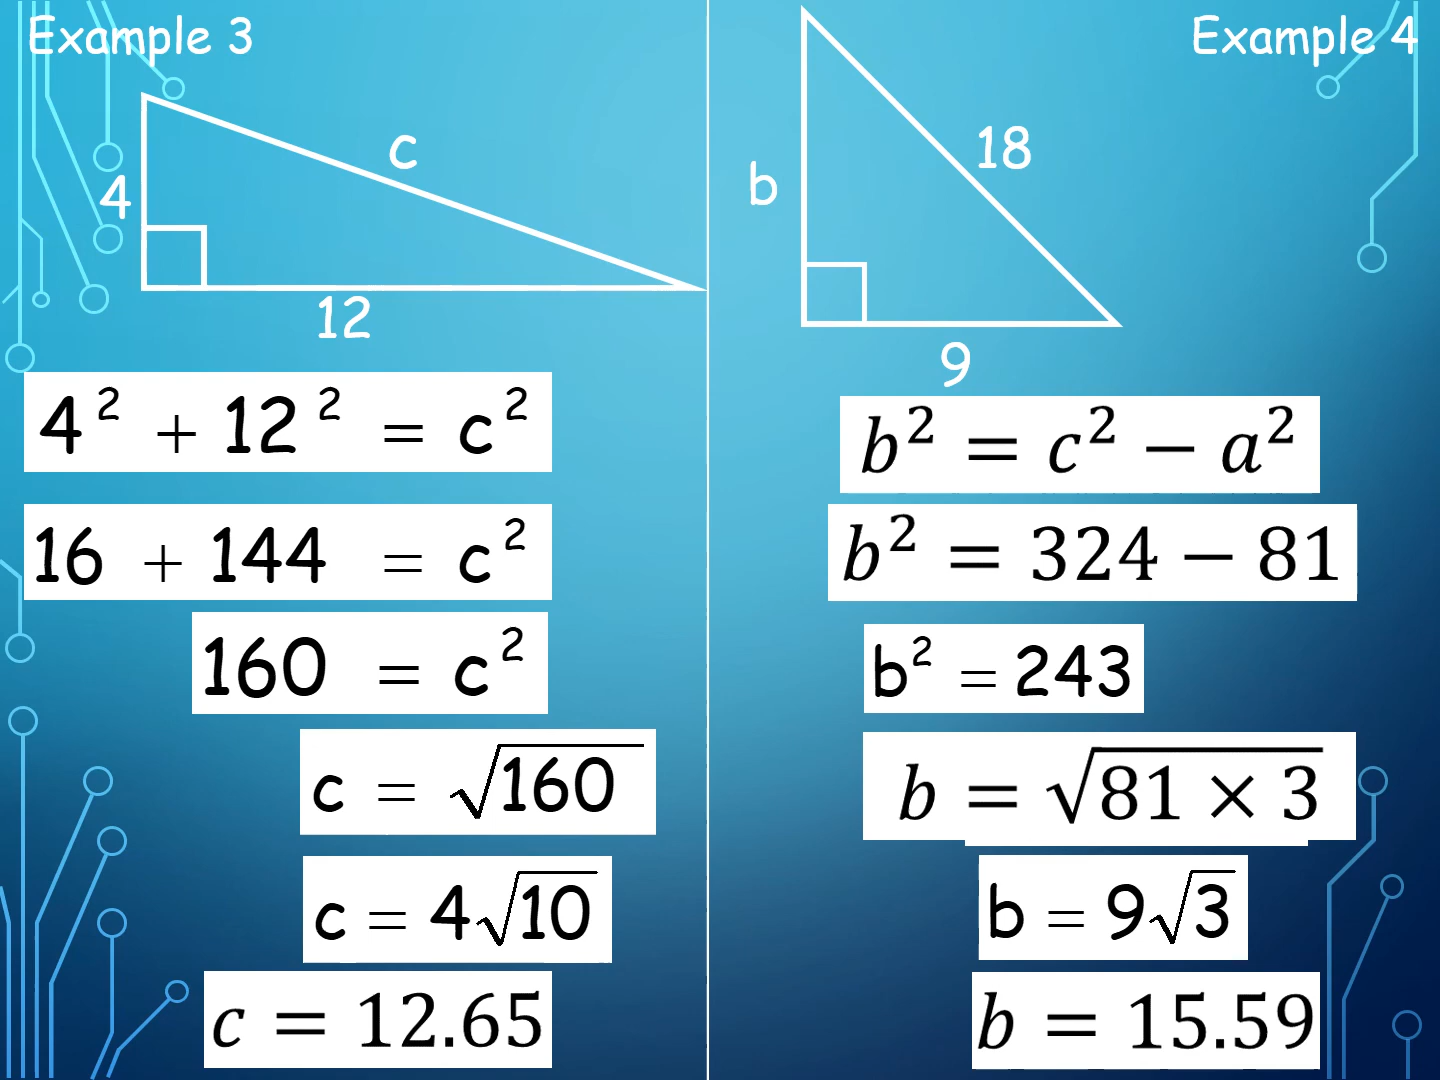 Example 3
c
4
12
4² + 12² = c²
16 + 144 = c²
160 = c²
c = √160
c = 4√10
c = 12.65
Example 4
18
b
9
b² = c² − a²
b² = 324 − 81
b² = 243
b = √81 × 3
b = 9√3
b = 15.59